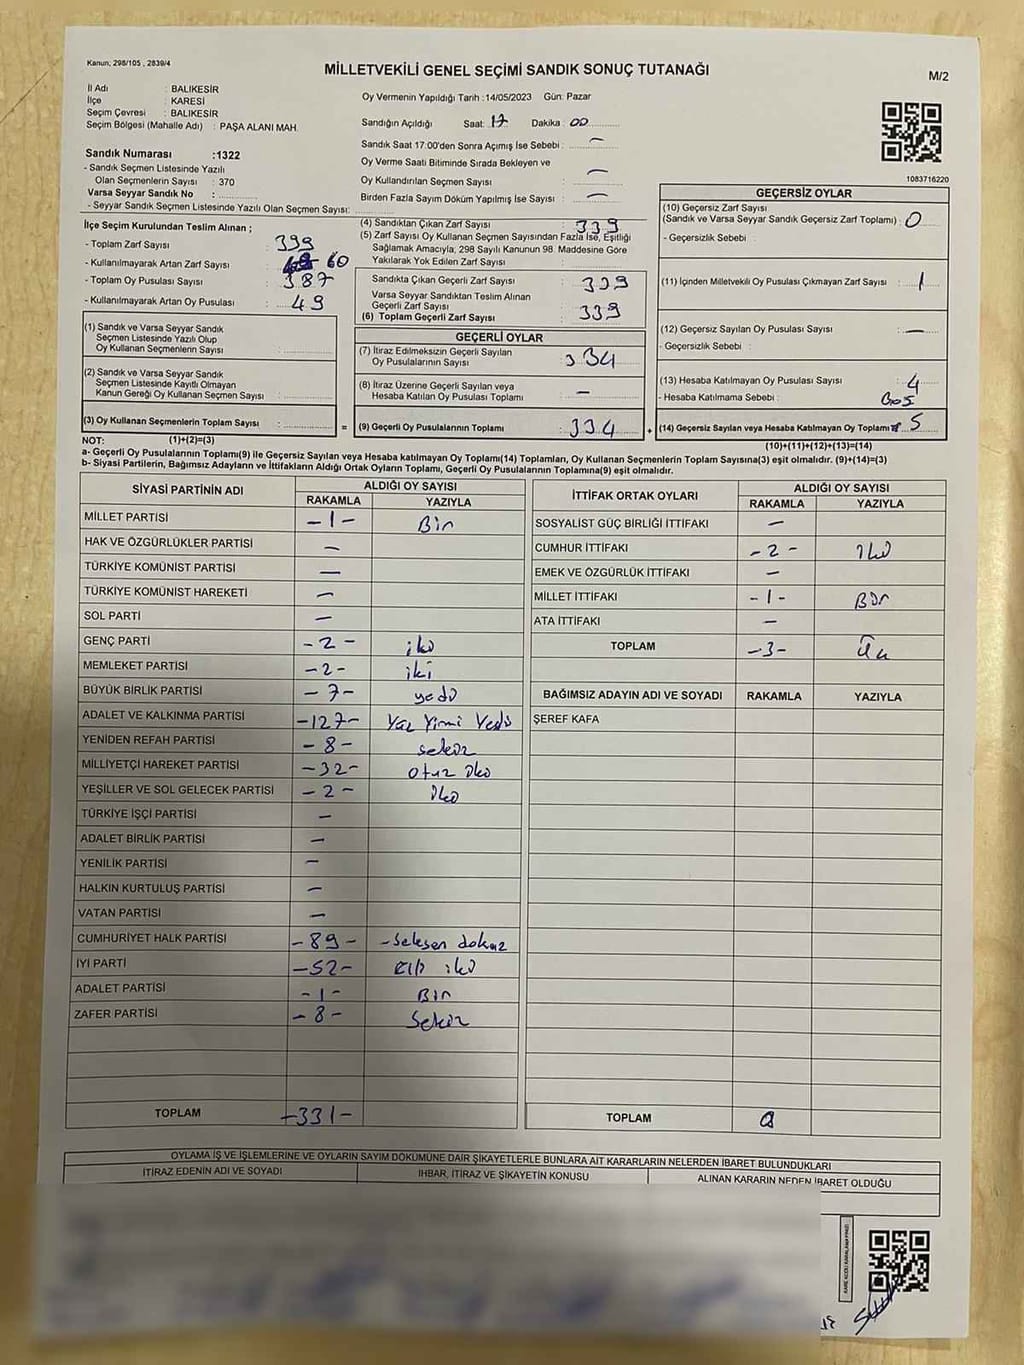 Kanun; 298/105 , 2839/4
MİLLETVEKİLİ GENEL SEÇİMİ SANDIK SONUÇ TUTANAĞI
M/2
İl Adı : BALIKESİR
İlçe : KARESİ
Seçim Çevresi : BALIKESİR
Seçim Bölgesi (Mahalle Adı) : PAŞA ALANI MAH.
Sandık Numarası :1322
- Sandık Seçmen Listesinde Yazılı
Olan Seçmenlerin Sayısı : 370
Varsa Seyyar Sandık No :
- Seyyar Sandık Seçmen Listesinde Yazılı Olan Seçmen Sayısı:
Oy Vermenin Yapıldığı Tarih :14/05/2023 Gün: Pazar
Sandığın Açıldığı Saat: 17 Dakika: 00
Sandık Saat 17:00'den Sonra Açımış İse Sebebi : —
Oy Verme Saati Bitiminde Sırada Bekleyen ve
Oy Kullandırılan Seçmen Sayısı : —
Birden Fazla Sayım Döküm Yapılmış İse Sayısı : —
1083716220
İlçe Seçim Kurulundan Teslim Alınan ;
- Toplam Zarf Sayısı : 399
- Kullanılmayarak Artan Zarf Sayısı : 60
- Toplam Oy Pusulası Sayısı : 387
- Kullanılmayarak Artan Oy Pusulası : 49
(1) Sandık ve Varsa Seyyar Sandık
Seçmen Listesinde Yazılı Olup
Oy Kullanan Seçmenlerin Sayısı :
(2) Sandık ve Varsa Seyyar Sandık
Seçmen Listesinde Kayıtlı Olmayan
Kanun Gereği Oy Kullanan Seçmen Sayısı :
(3) Oy Kullanan Seçmenlerin Toplam Sayısı :
=
(4) Sandıktan Çıkan Zarf Sayısı : 339
(5) Zarf Sayısı Oy Kullanan Seçmen Sayısından Fazla İse, Eşitliği
Sağlamak Amacıyla, 298 Sayılı Kanunun 98. Maddesine Göre
Yakılarak Yok Edilen Zarf Sayısı :
Sandıkta Çıkan Geçerli Zarf Sayısı : 339
Varsa Seyyar Sandıktan Teslim Alınan
Geçerli Zarf Sayısı :
(6) Toplam Geçerli Zarf Sayısı : 339
GEÇERLİ OYLAR
(7) İtiraz Edilmeksizin Geçerli Sayılan
Oy Pusulalarının Sayısı : 334
(8) İtiraz Üzerine Geçerli Sayılan veya
Hesaba Katılan Oy Pusulaları Toplamı : —
(9) Geçerli Oy Pusulalarının Toplamı : 334
+
GEÇERSİZ OYLAR
(10) Geçersiz Zarf Sayısı
(Sandık ve Varsa Seyyar Sandık Geçersiz Zarf Toplamı) : 0
- Geçersizlik Sebebi :
(11) İçinden Milletvekili Oy Pusulası Çıkmayan Zarf Sayısı : 1
(12) Geçersiz Sayılan Oy Pusulası Sayısı : —
- Geçersizlik Sebebi :
(13) Hesaba Katılmayan Oy Pusulası Sayısı : 4
- Hesaba Katılmama Sebebi : Boş
(14) Geçersiz Sayılan veya Hesaba Katılmayan Oy Toplamı : 5
NOT: (1)+(2)=(3) (10)+(11)+(12)+(13)=(14)
a- Geçerli Oy Pusulasının Toplamı(9) ile Geçersiz Sayılan veya Hesaba Katılmayan Oy Toplamı(14) Toplamları, Oy Kullanan Seçmenlerin Toplam Sayısına(3) eşit olmalıdır. (9)+(14)=(3)
b- Siyasi Partilerin, Bağımsız Adayların ve İttifakların Aldığı Ortak Oyların Toplamı, Geçerli Oy Pusulalarının Toplamına(9) eşit olmalıdır.
SİYASİ PARTİNİN ADI ALDIĞI OY SAYISI
RAKAMLA YAZIYLA
MİLLET PARTİSİ -1- Bir
HAK VE ÖZGÜRLÜKLER PARTİSİ —
TÜRKİYE KOMÜNİST PARTİSİ —
TÜRKİYE KOMÜNİST HAREKETİ —
SOL PARTİ —
GENÇ PARTİ -2- iki
MEMLEKET PARTİSİ -2- iki
BÜYÜK BİRLİK PARTİSİ -7- yedi
ADALET VE KALKINMA PARTİSİ -127- Yüz Yirmi Yedi
YENİDEN REFAH PARTİSİ -8- sekiz
MİLLİYETÇİ HAREKET PARTİSİ -32- otuz iki
YEŞİLLER VE SOL GELECEK PARTİSİ -2- iki
TÜRKİYE İŞÇİ PARTİSİ —
ADALET BİRLİK PARTİSİ —
YENİLİK PARTİSİ —
HALKIN KURTULUŞ PARTİSİ —
VATAN PARTİSİ —
CUMHURİYET HALK PARTİSİ -89- -Seksen dokuz
İYİ PARTİ -52- Elli iki
ADALET PARTİSİ -1- Bir
ZAFER PARTİSİ -8- Sekiz
TOPLAM -331-
İTTİFAK ORTAK OYLARI ALDIĞI OY SAYISI
RAKAMLA YAZIYLA
SOSYALİST GÜÇ BİRLİĞİ İTTİFAKI —
CUMHUR İTTİFAKI -2- İki
EMEK VE ÖZGÜRLÜK İTTİFAKI —
MİLLET İTTİFAKI -1- Bir
ATA İTTİFAKI —
TOPLAM -3- Üç
BAĞIMSIZ ADAYIN ADI VE SOYADI RAKAMLA YAZIYLA
ŞEREF KAFA
TOPLAM 0
OYLAMA İŞ VE İŞLEMLERİNE VE OYLARIN SAYIM DÖKÜMÜNE DAİR ŞİKAYETLERLE BUNLARA AİT KARARLARIN NELERDEN İBARET BULUNDUKLARI
İTİRAZ EDENİN ADI VE SOYADI İHBAR, İTİRAZ VE ŞİKAYETİN KONUSU ALINAN KARARIN NEDEN İBARET OLDUĞU